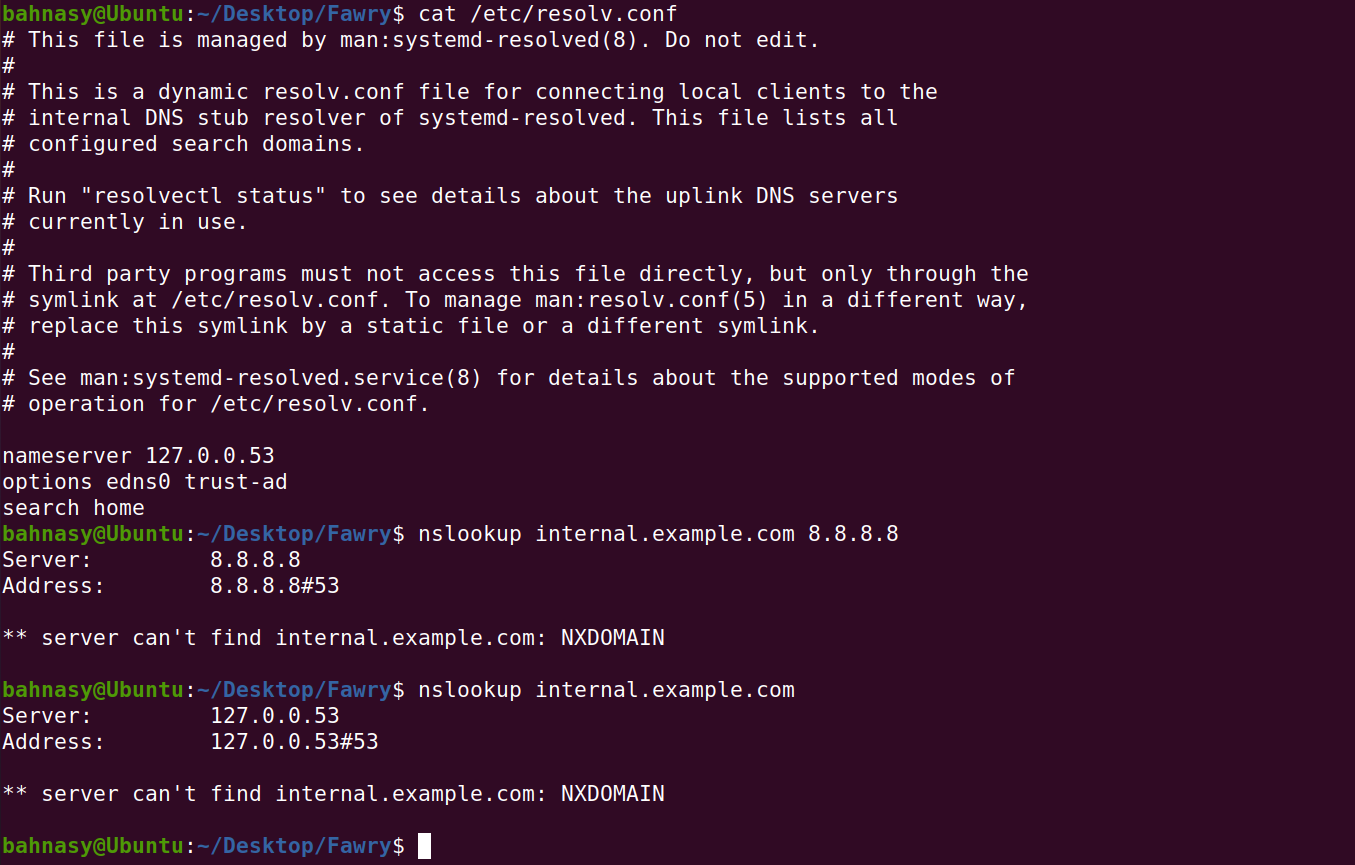 bahnasy@Ubuntu:~/Desktop/Fawry$ cat /etc/resolv.conf
# This file is managed by man:systemd-resolved(8). Do not edit.
#
# This is a dynamic resolv.conf file for connecting local clients to the
# internal DNS stub resolver of systemd-resolved. This file lists all
# configured search domains.
#
# Run "resolvectl status" to see details about the uplink DNS servers
# currently in use.
#
# Third party programs must not access this file directly, but only through the
# symlink at /etc/resolv.conf. To manage man:resolv.conf(5) in a different way,
# replace this symlink by a static file or a different symlink.
#
# See man:systemd-resolved.service(8) for details about the supported modes of
# operation for /etc/resolv.conf.

nameserver 127.0.0.53
options edns0 trust-ad
search home
bahnasy@Ubuntu:~/Desktop/Fawry$ nslookup internal.example.com 8.8.8.8
Server:         8.8.8.8
Address:        8.8.8.8#53

** server can't find internal.example.com: NXDOMAIN

bahnasy@Ubuntu:~/Desktop/Fawry$ nslookup internal.example.com
Server:         127.0.0.53
Address:        127.0.0.53#53

** server can't find internal.example.com: NXDOMAIN

bahnasy@Ubuntu:~/Desktop/Fawry$